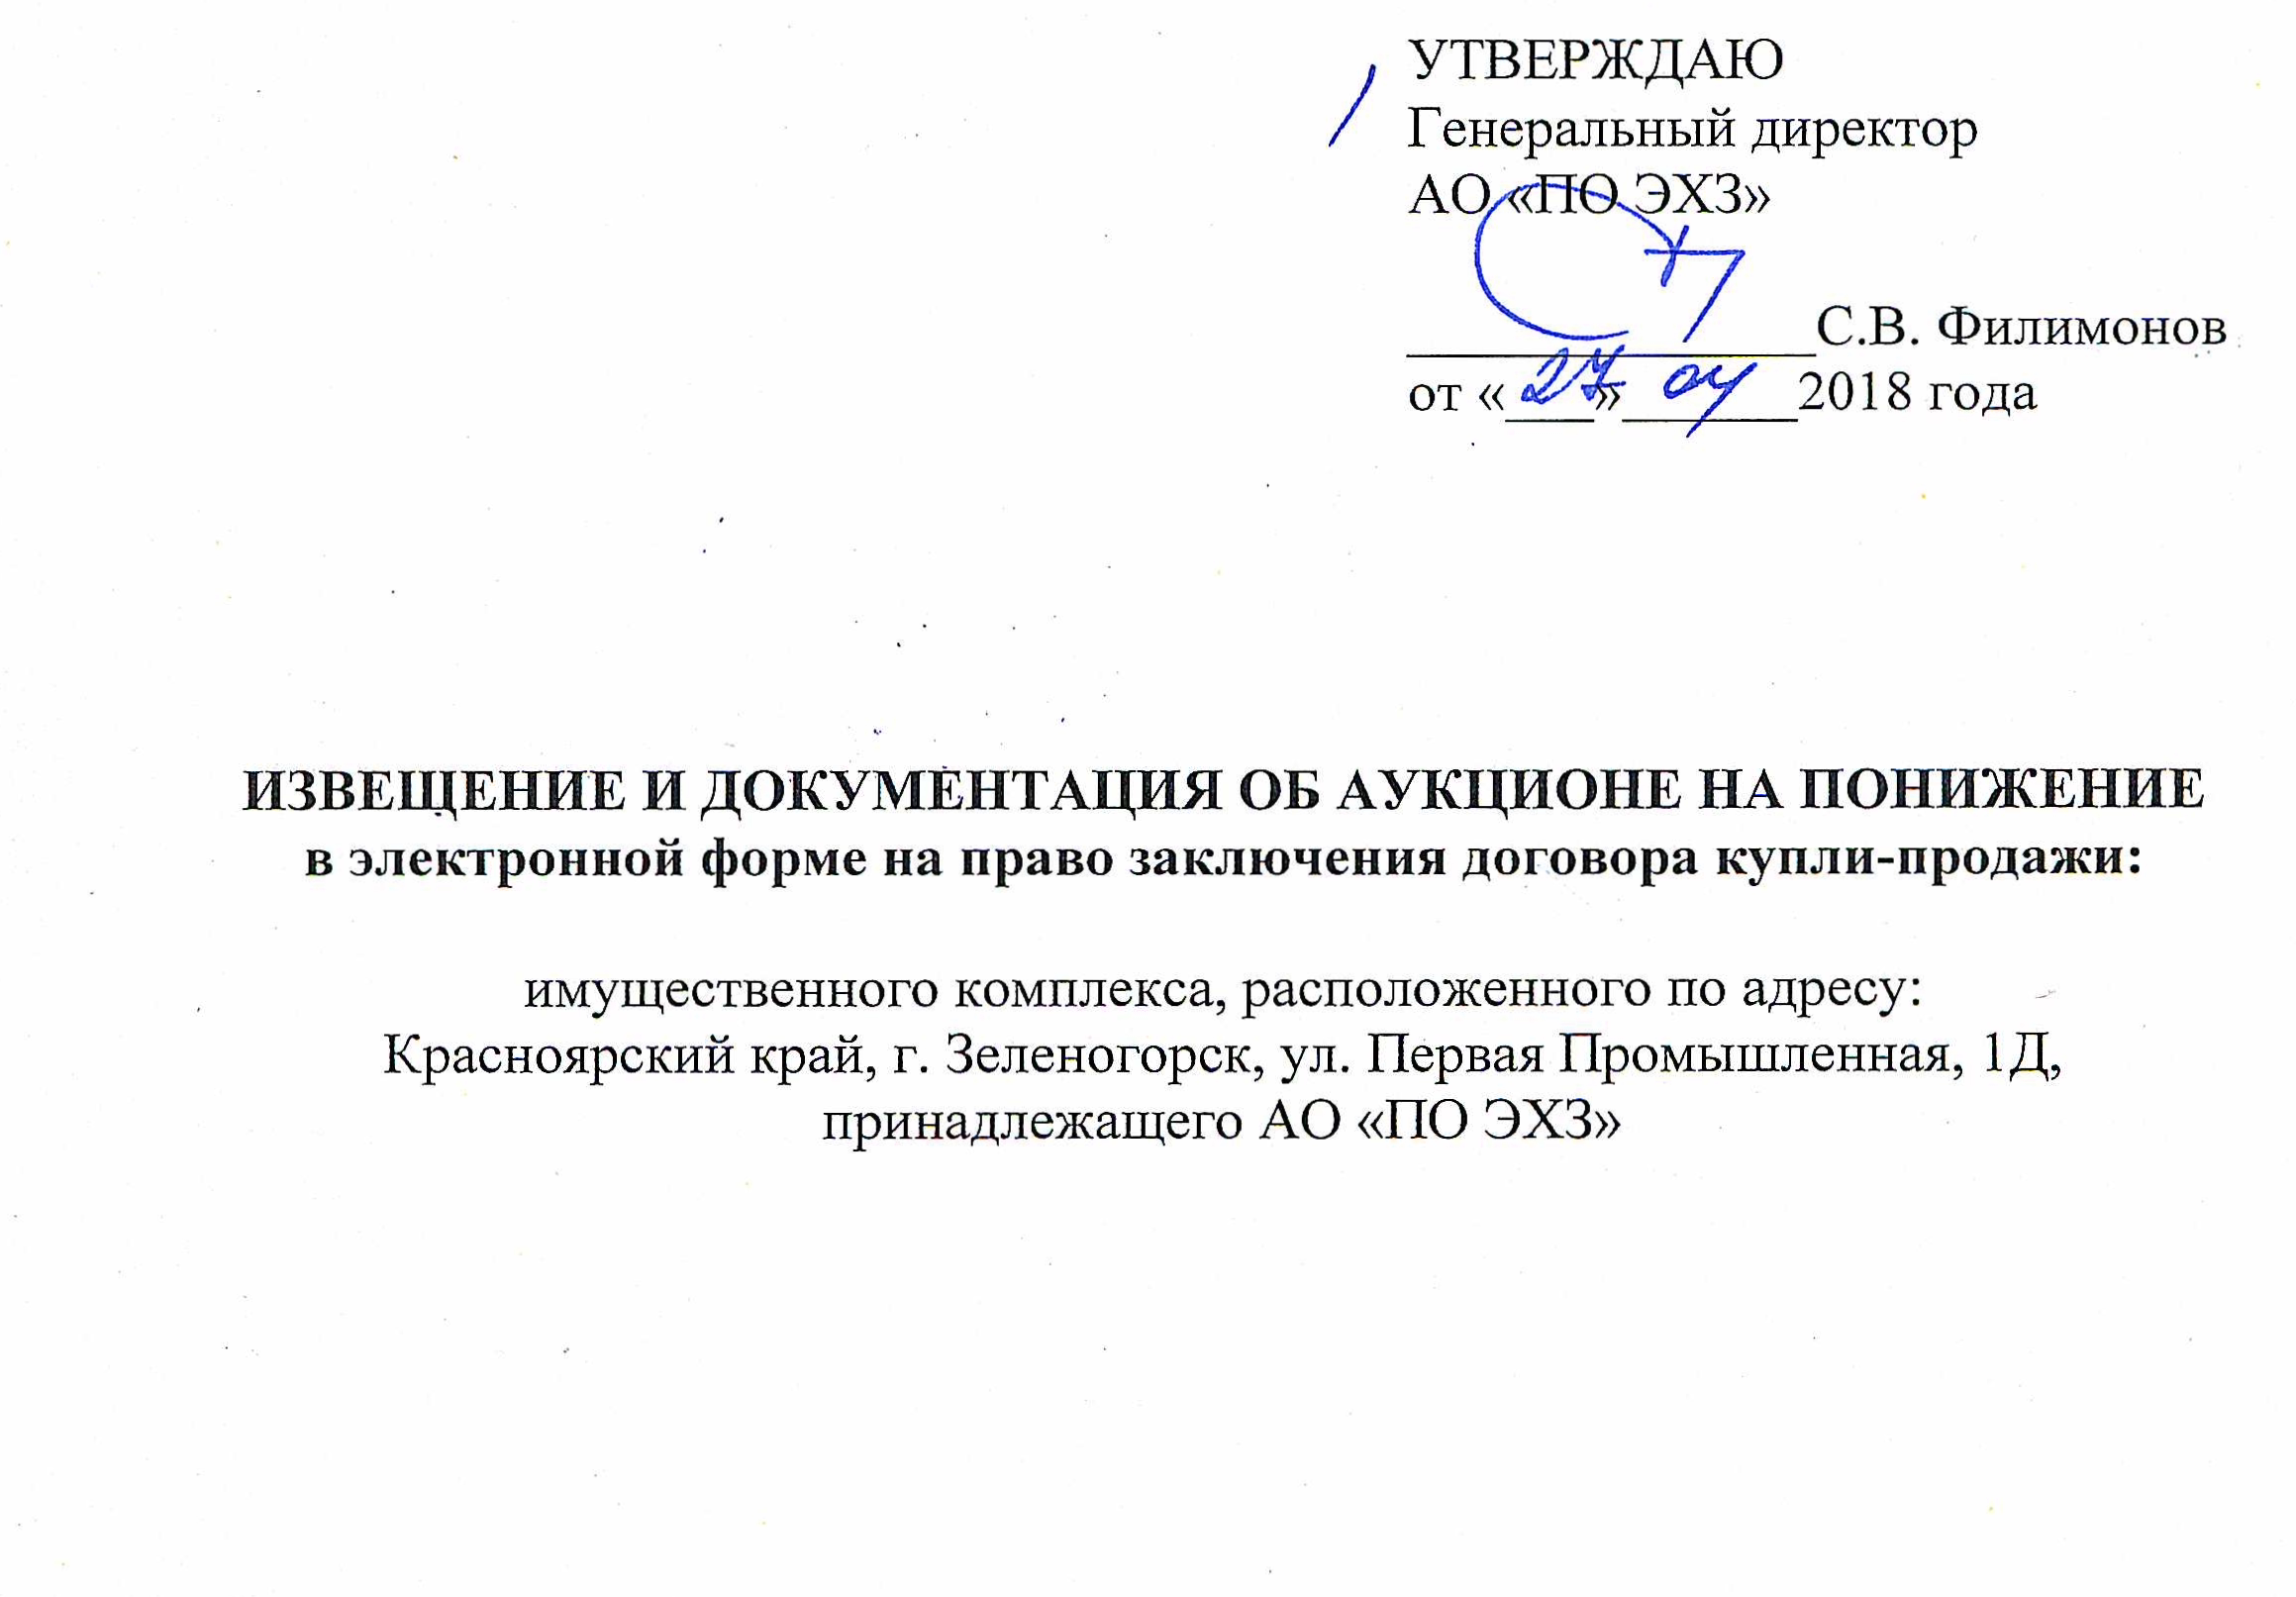 УТВЕРЖДАЮ
Генеральный директор
АО «ПО ЭХЗ»
С.В. Филимонов
от «27» 04 2018 года
ИЗВЕЩЕНИЕ И ДОКУМЕНТАЦИЯ ОБ АУКЦИОНЕ НА ПОНИЖЕНИЕ
в электронной форме на право заключения договора купли-продажи:
имущественного комплекса, расположенного по адресу:
Красноярский край, г. Зеленогорск, ул. Первая Промышленная, 1Д,
принадлежащего АО «ПО ЭХЗ»